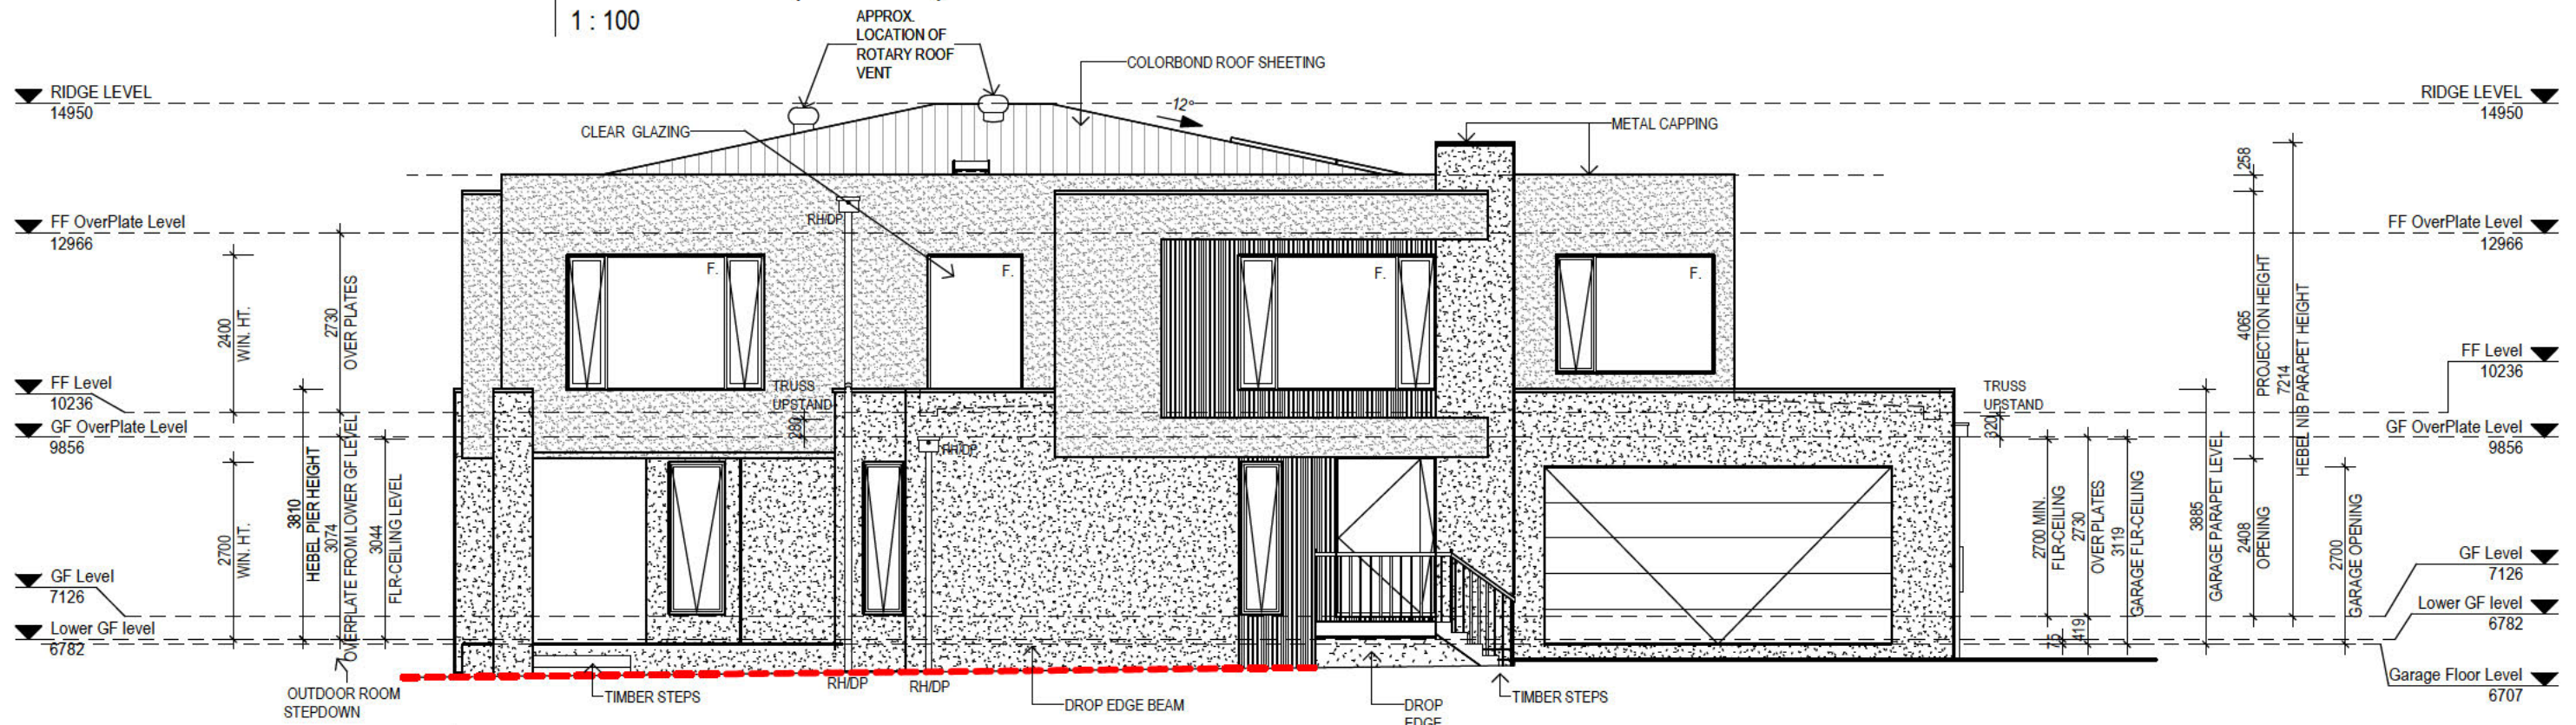 1 : 100
APPROX.
LOCATION OF
ROTARY ROOF
VENT
COLORBOND ROOF SHEETING
CLEAR GLAZING
12°
METAL CAPPING
RIDGE LEVEL
14950
FF OverPlate Level
12966
FF Level
10236
GF OverPlate Level
9856
GF Level
7126
Lower GF level
6782
2400
WIN. HT.
2700
WIN. HT.
2730
OVER PLATES
3810
HEBEL PIER HEIGHT
3074
OVERPLATE FROM LOWER GF LEVEL
3044
FLR-CEILING LEVEL
OUTDOOR ROOM
STEPDOWN
TIMBER STEPS
RH/DP
F.
F.
F.
F.
TRUSS
UPSTAND
280
RH/DP
RH/DP
RH/DP
DROP EDGE BEAM
DROP
EDGE
TIMBER STEPS
TRUSS
UPSTAND
320
2700 MIN.
FLR-CEILING
2730
OVER PLATES
3119
GARAGE FLR-CEILING
75
419
3885
GARAGE PARAPET LEVEL
258
4065
PROJECTION HEIGHT
2408
OPENING
7214
HEBEL NIB PARAPET HEIGHT
2700
GARAGE OPENING
RIDGE LEVEL
14950
FF OverPlate Level
12966
FF Level
10236
GF OverPlate Level
9856
GF Level
7126
Lower GF level
6782
Garage Floor Level
6707